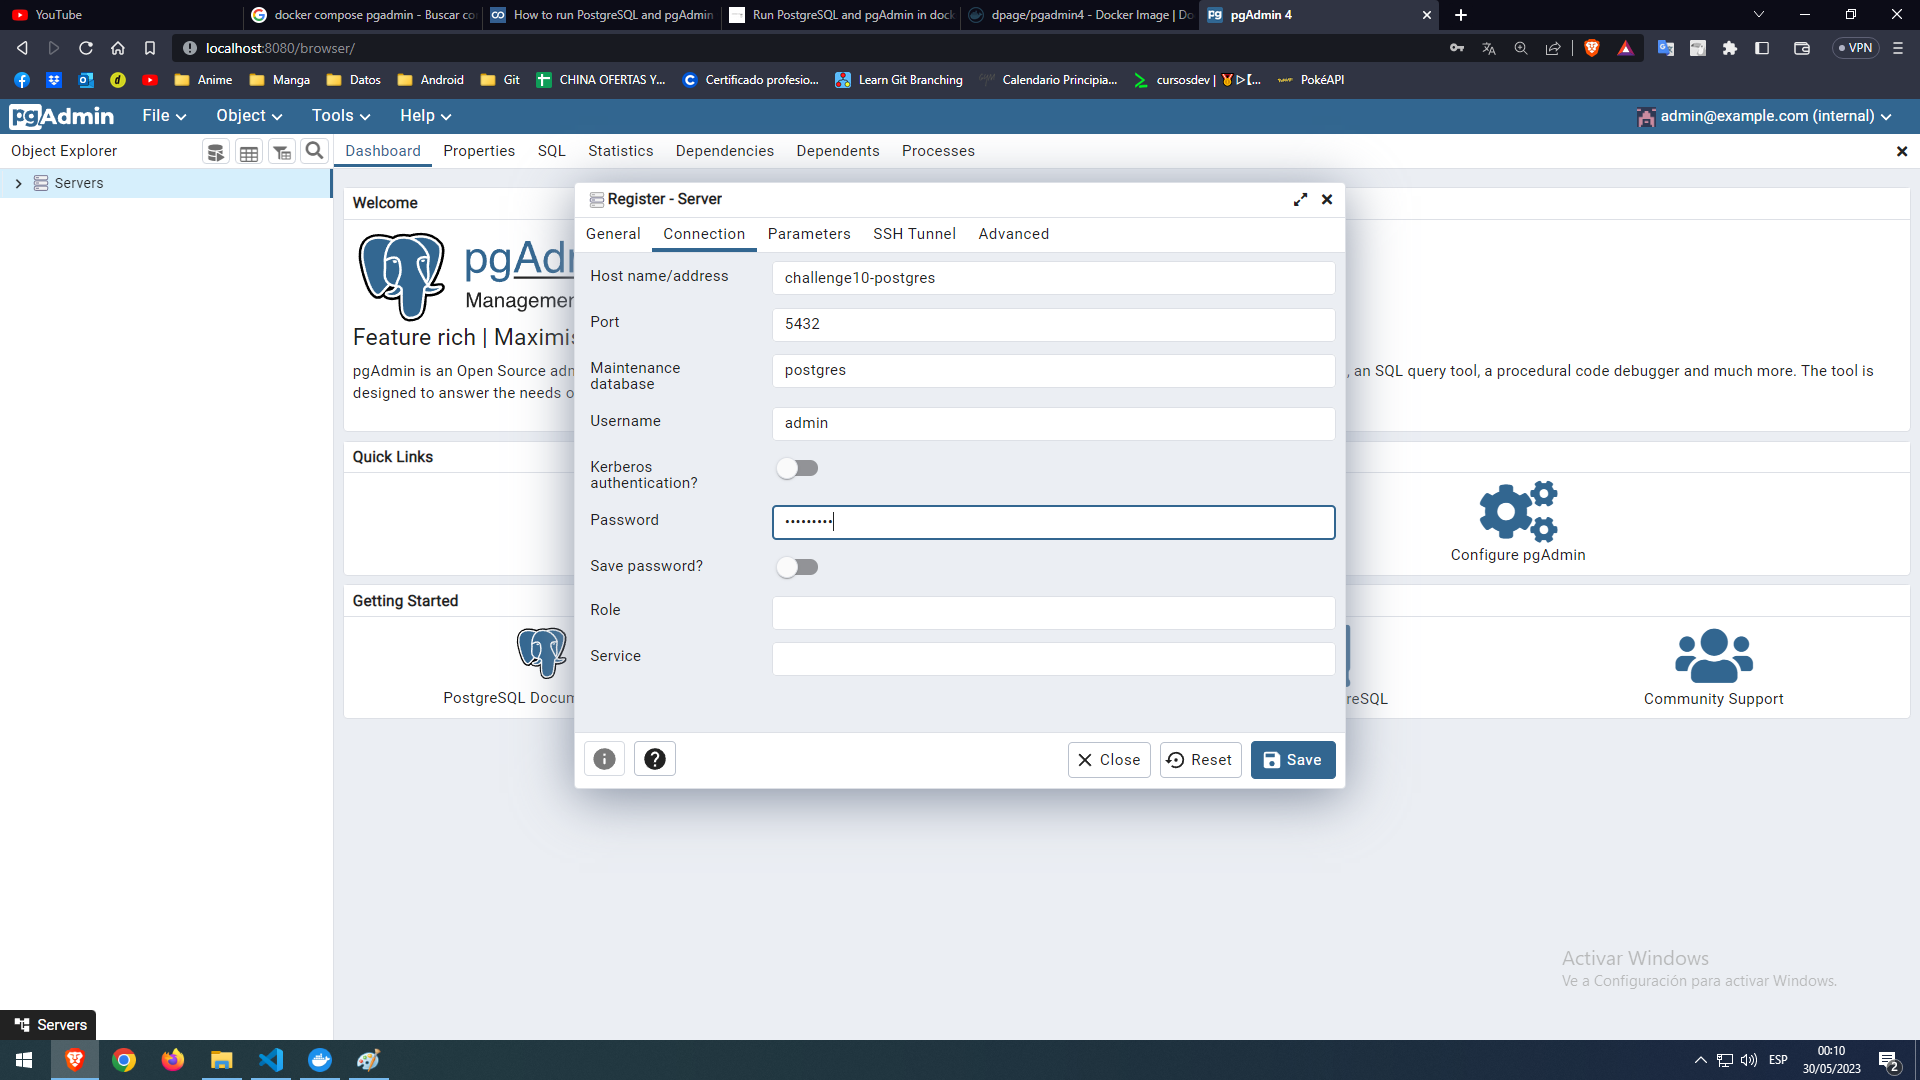 YouTube
docker compose pgadmin - Buscar co
How to run PostgreSQL and pgAdmin
Run PostgreSQL and pgAdmin in dock
dpage/pgadmin4 - Docker Image | Do
pgAdmin 4
localhost:8080/browser/
VPN
Anime
Manga
Datos
Android
Git
CHINA OFERTAS Y...
Certificado profesio...
Learn Git Branching
Calendario Principia...
cursosdev |
PokéAPI
pgAdmin
File
Object
Tools
Help
admin@example.com (internal)
Object Explorer
Dashboard
Properties
SQL
Statistics
Dependencies
Dependents
Processes
Servers
Welcome
pgAd
Managemen
Feature rich | Maximis
pgAdmin is an Open Source adm
, an SQL query tool, a procedural code debugger and much more. The tool is
designed to answer the needs o
Quick Links
Configure pgAdmin
Getting Started
PostgreSQL Docum
reSQL
Community Support
Register - Server
General
Connection
Parameters
SSH Tunnel
Advanced
Host name/address
challenge10-postgres
Port
5432
Maintenance
database
postgres
Username
admin
Kerberos
authentication?
Password
•••••••••
Save password?
Role
Service
Close
Reset
Save
Activar Windows
Ve a Configuración para activar Windows.
Servers
ESP
00:10
30/05/2023
2